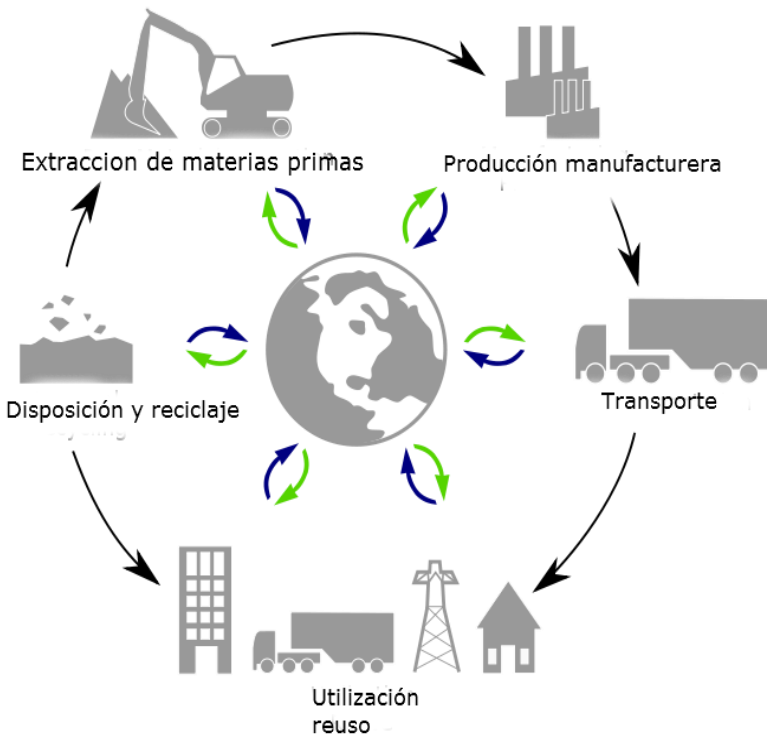 Extraccion de materias primas
Producción manufacturera
Transporte
Disposición y reciclaje
Utilización
reuso